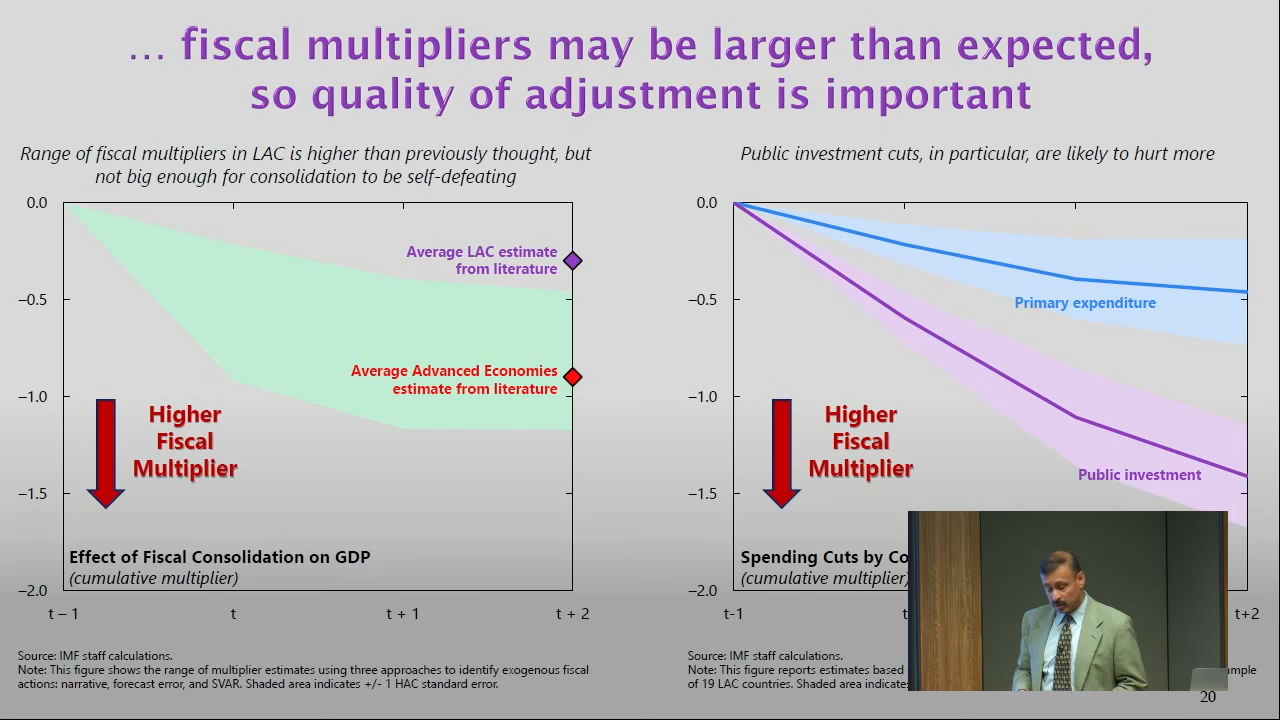 … fiscal multipliers may be larger than expected,
so quality of adjustment is important
Range of fiscal multipliers in LAC is higher than previously thought, but
not big enough for consolidation to be self-defeating
0.0
–0.5
–1.0
–1.5
–2.0
Average LAC estimate
from literature
Average Advanced Economies
estimate from literature
Higher
Fiscal
Multiplier
Effect of Fiscal Consolidation on GDP
(cumulative multiplier)
t – 1
t
t + 1
t + 2
Source: IMF staff calculations.
Note: This figure shows the range of multiplier estimates using three approaches to identify exogenous fiscal
actions: narrative, forecast error, and SVAR. Shaded area indicates +/- 1 HAC standard error.
Public investment cuts, in particular, are likely to hurt more
0.0
–0.5
–1.0
–1.5
–2.0
Primary expenditure
Public investment
Higher
Fiscal
Multiplier
Spending Cuts by Co
(cumulative multiplier)
t-1
t
t+2
Source: IMF staff calculations.
Note: This figure reports estimates based mple
of 19 LAC countries. Shaded area indicates
20